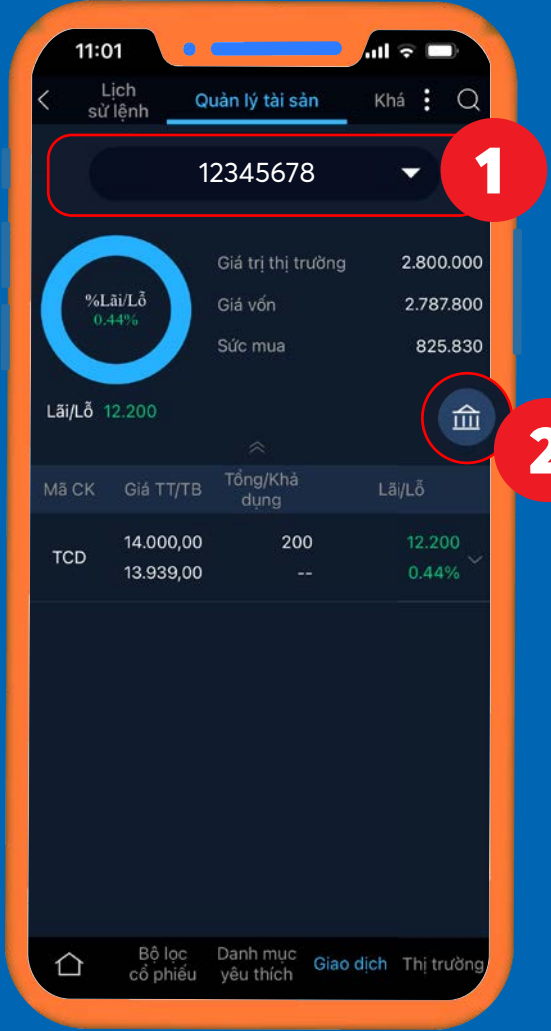 11:01
Lịch
sử lệnh
Quản lý tài sản
Khá
12345678
1
%Lãi/Lỗ
0.44%
Giá trị thị trường 2.800.000
Giá vốn 2.787.800
Sức mua 825.830
Lãi/Lỗ 12.200
2
Mã CK Giá TT/TB Tổng/Khả dụng Lãi/Lỗ
TCD 14.000,00 200 12.200
13.939,00 -- 0.44%
Bộ lọc
cổ phiếu
Danh mục
yêu thích
Giao dịch
Thị trường